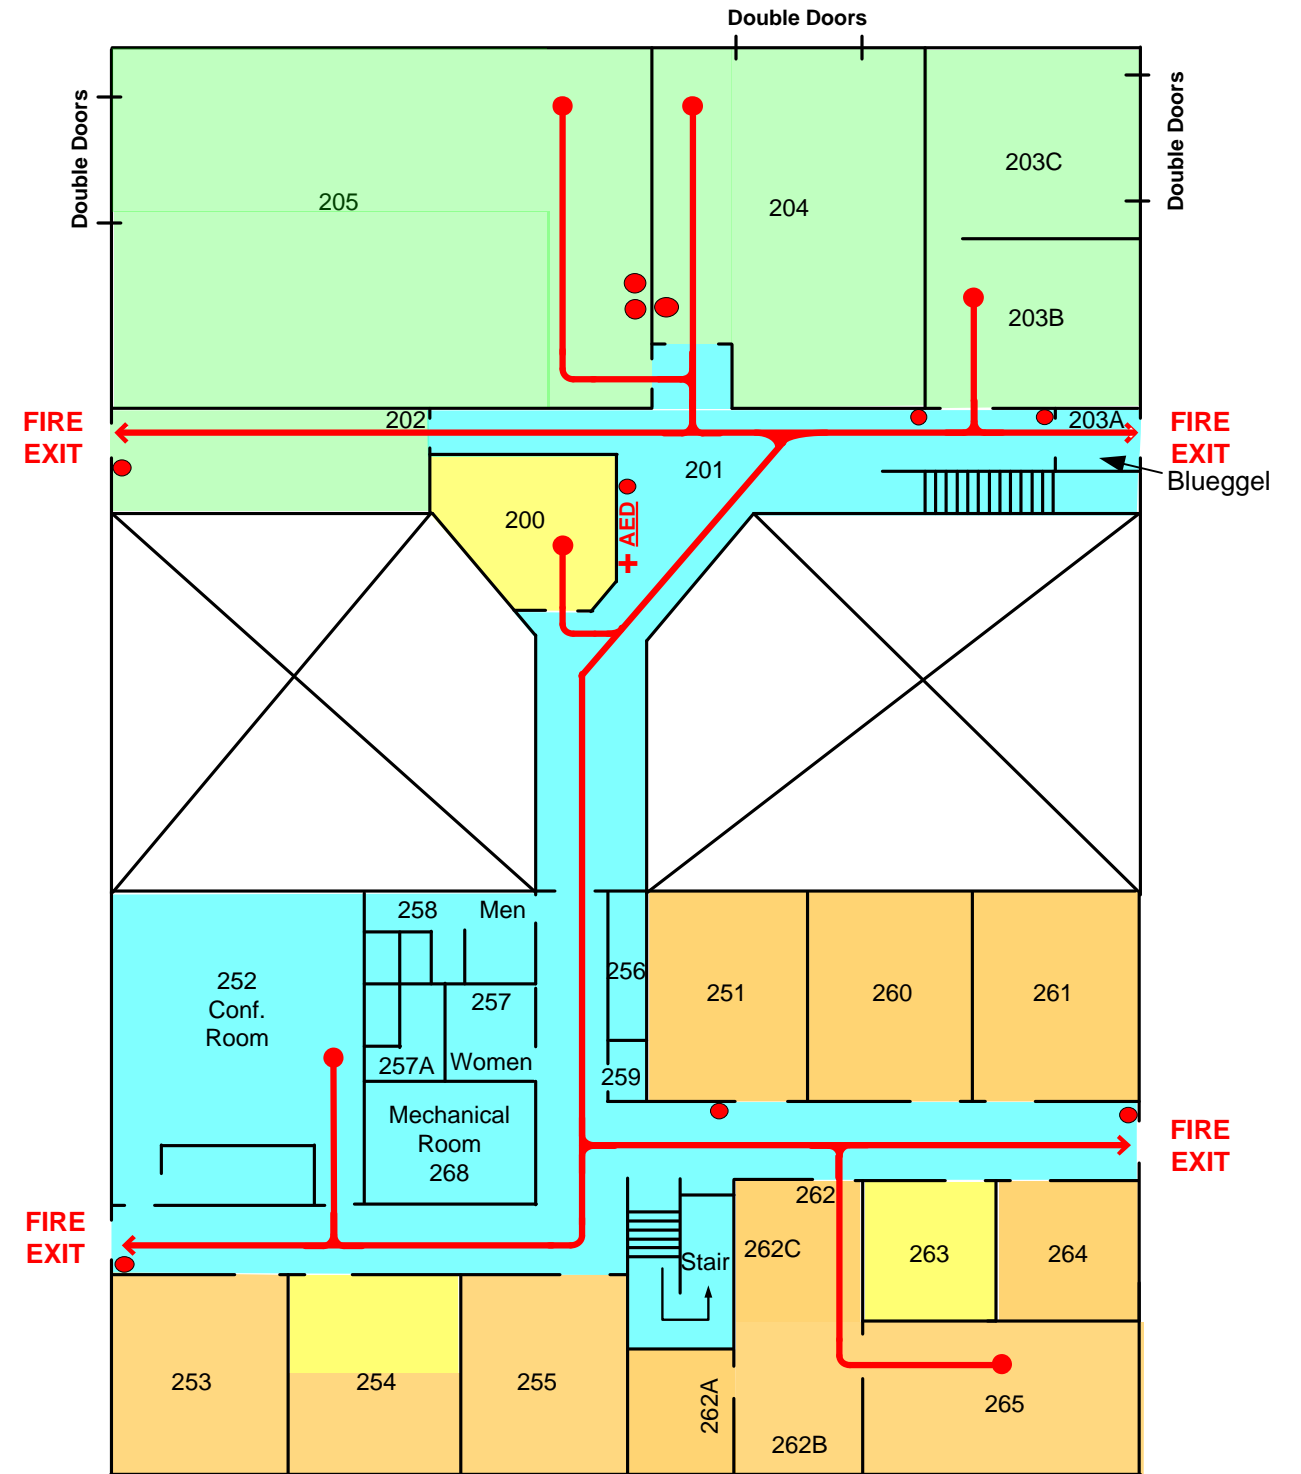 Double Doors
Double Doors
Double Doors
203C
205
204
203B
FIRE
EXIT
202
203A
FIRE
EXIT
201
Blueggel
200
+ AED
258
Men
252
Conf.
Room
256
251
260
261
257
257A
Women
259
Mechanical
Room
268
FIRE
EXIT
262
FIRE
EXIT
Stair
262C
263
264
253
254
255
262A
262B
265